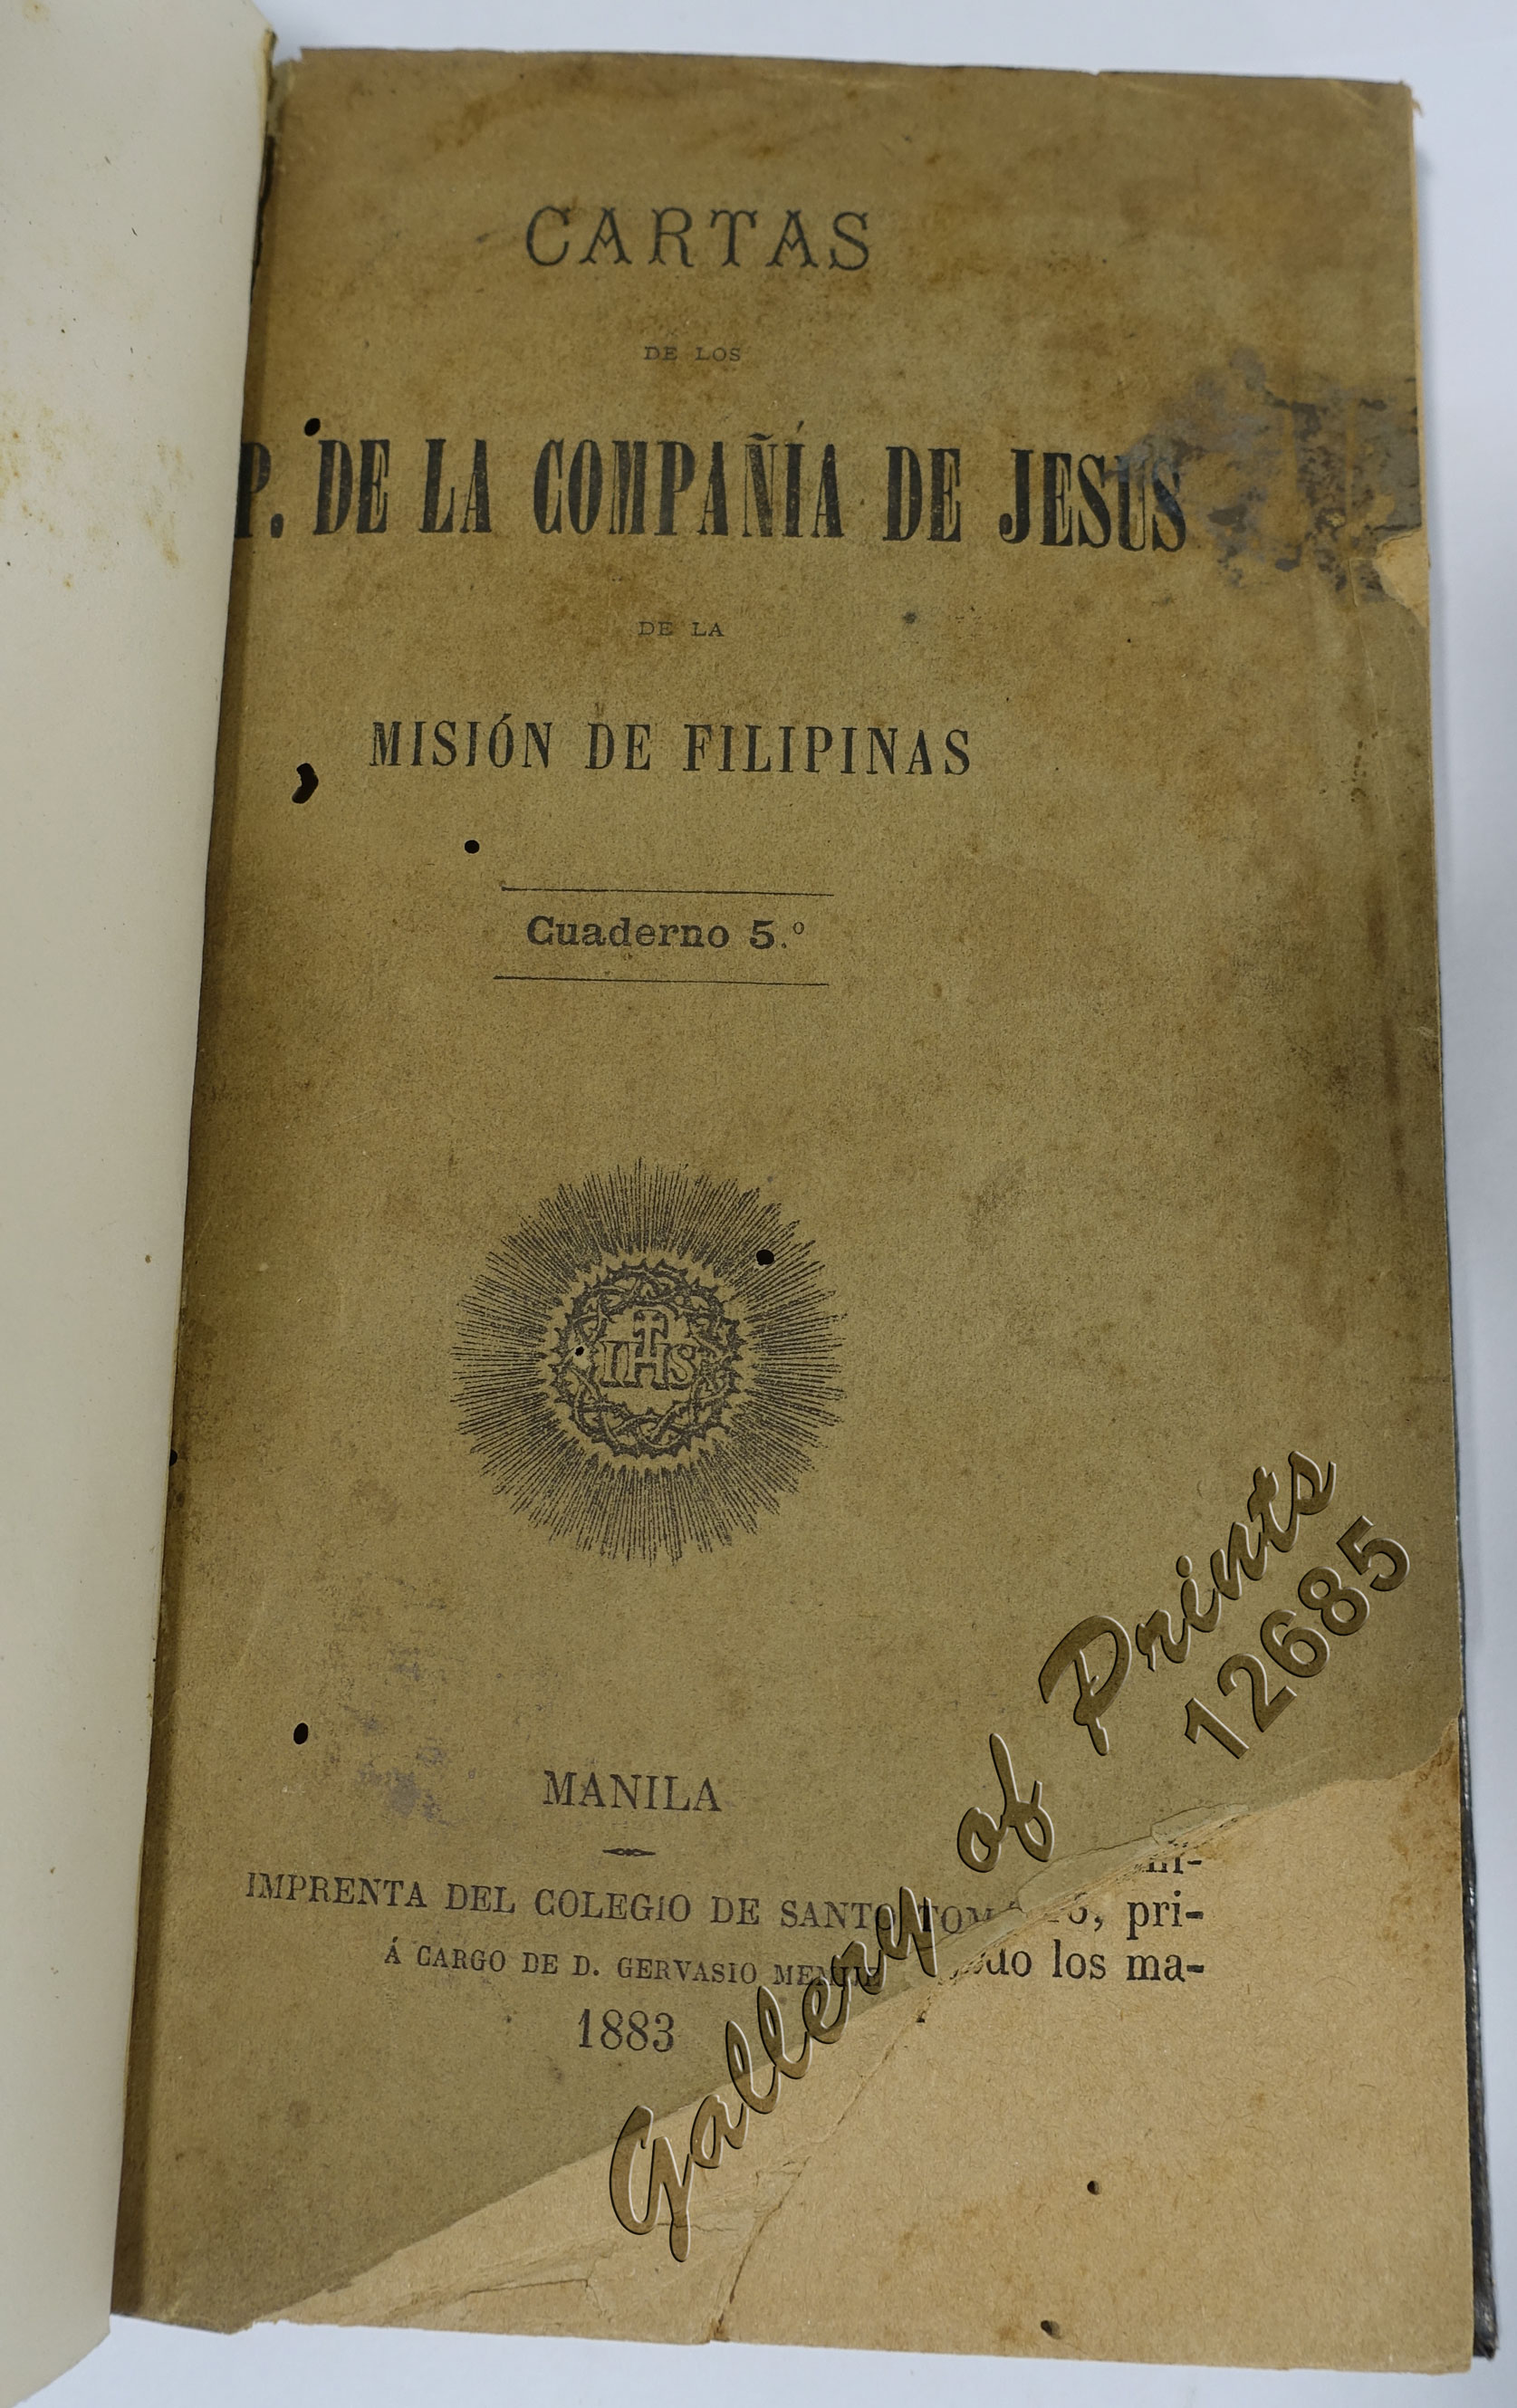 CARTAS
DE LOS
P. DE LA COMPAÑÍA DE JESÚS
DE LA
MISIÓN DE FILIPINAS
Cuaderno 5.º
IHS
MANILA
IMPRENTA DEL COLEGIO DE SANTO
Á CARGO DE D. GERVASIO
1883
pri-
los ma-
Gallery of Prints
12685